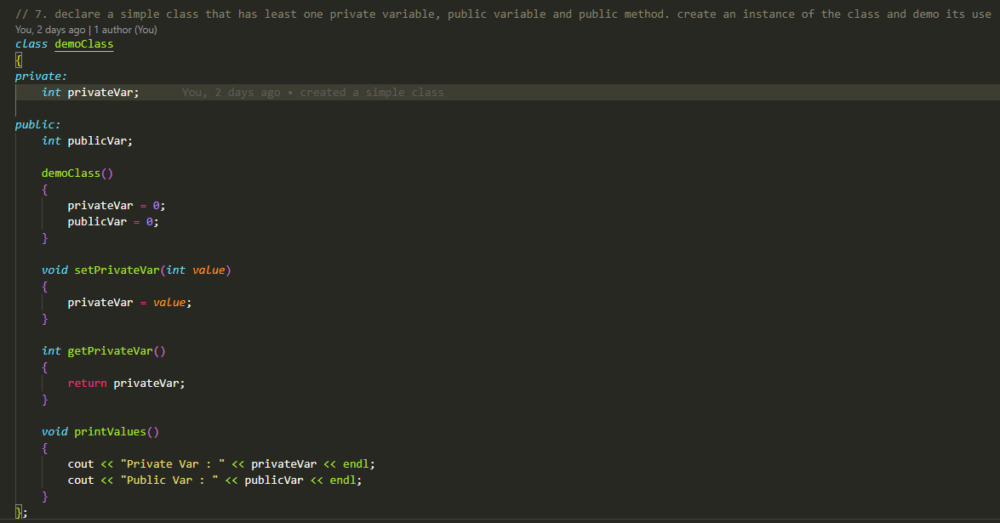 // 7. declare a simple class that has least one private variable, public variable and public method. create an instance of the class and demo its use
You, 2 days ago | 1 author (You)
class demoClass
{
private:
    int privateVar;      You, 2 days ago • created a simple class

public:
    int publicVar;

    demoClass()
    {
        privateVar = 0;
        publicVar = 0;
    }

    void setPrivateVar(int value)
    {
        privateVar = value;
    }

    int getPrivateVar()
    {
        return privateVar;
    }

    void printValues()
    {
        cout << "Private Var : " << privateVar << endl;
        cout << "Public Var : " << publicVar << endl;
    }
};